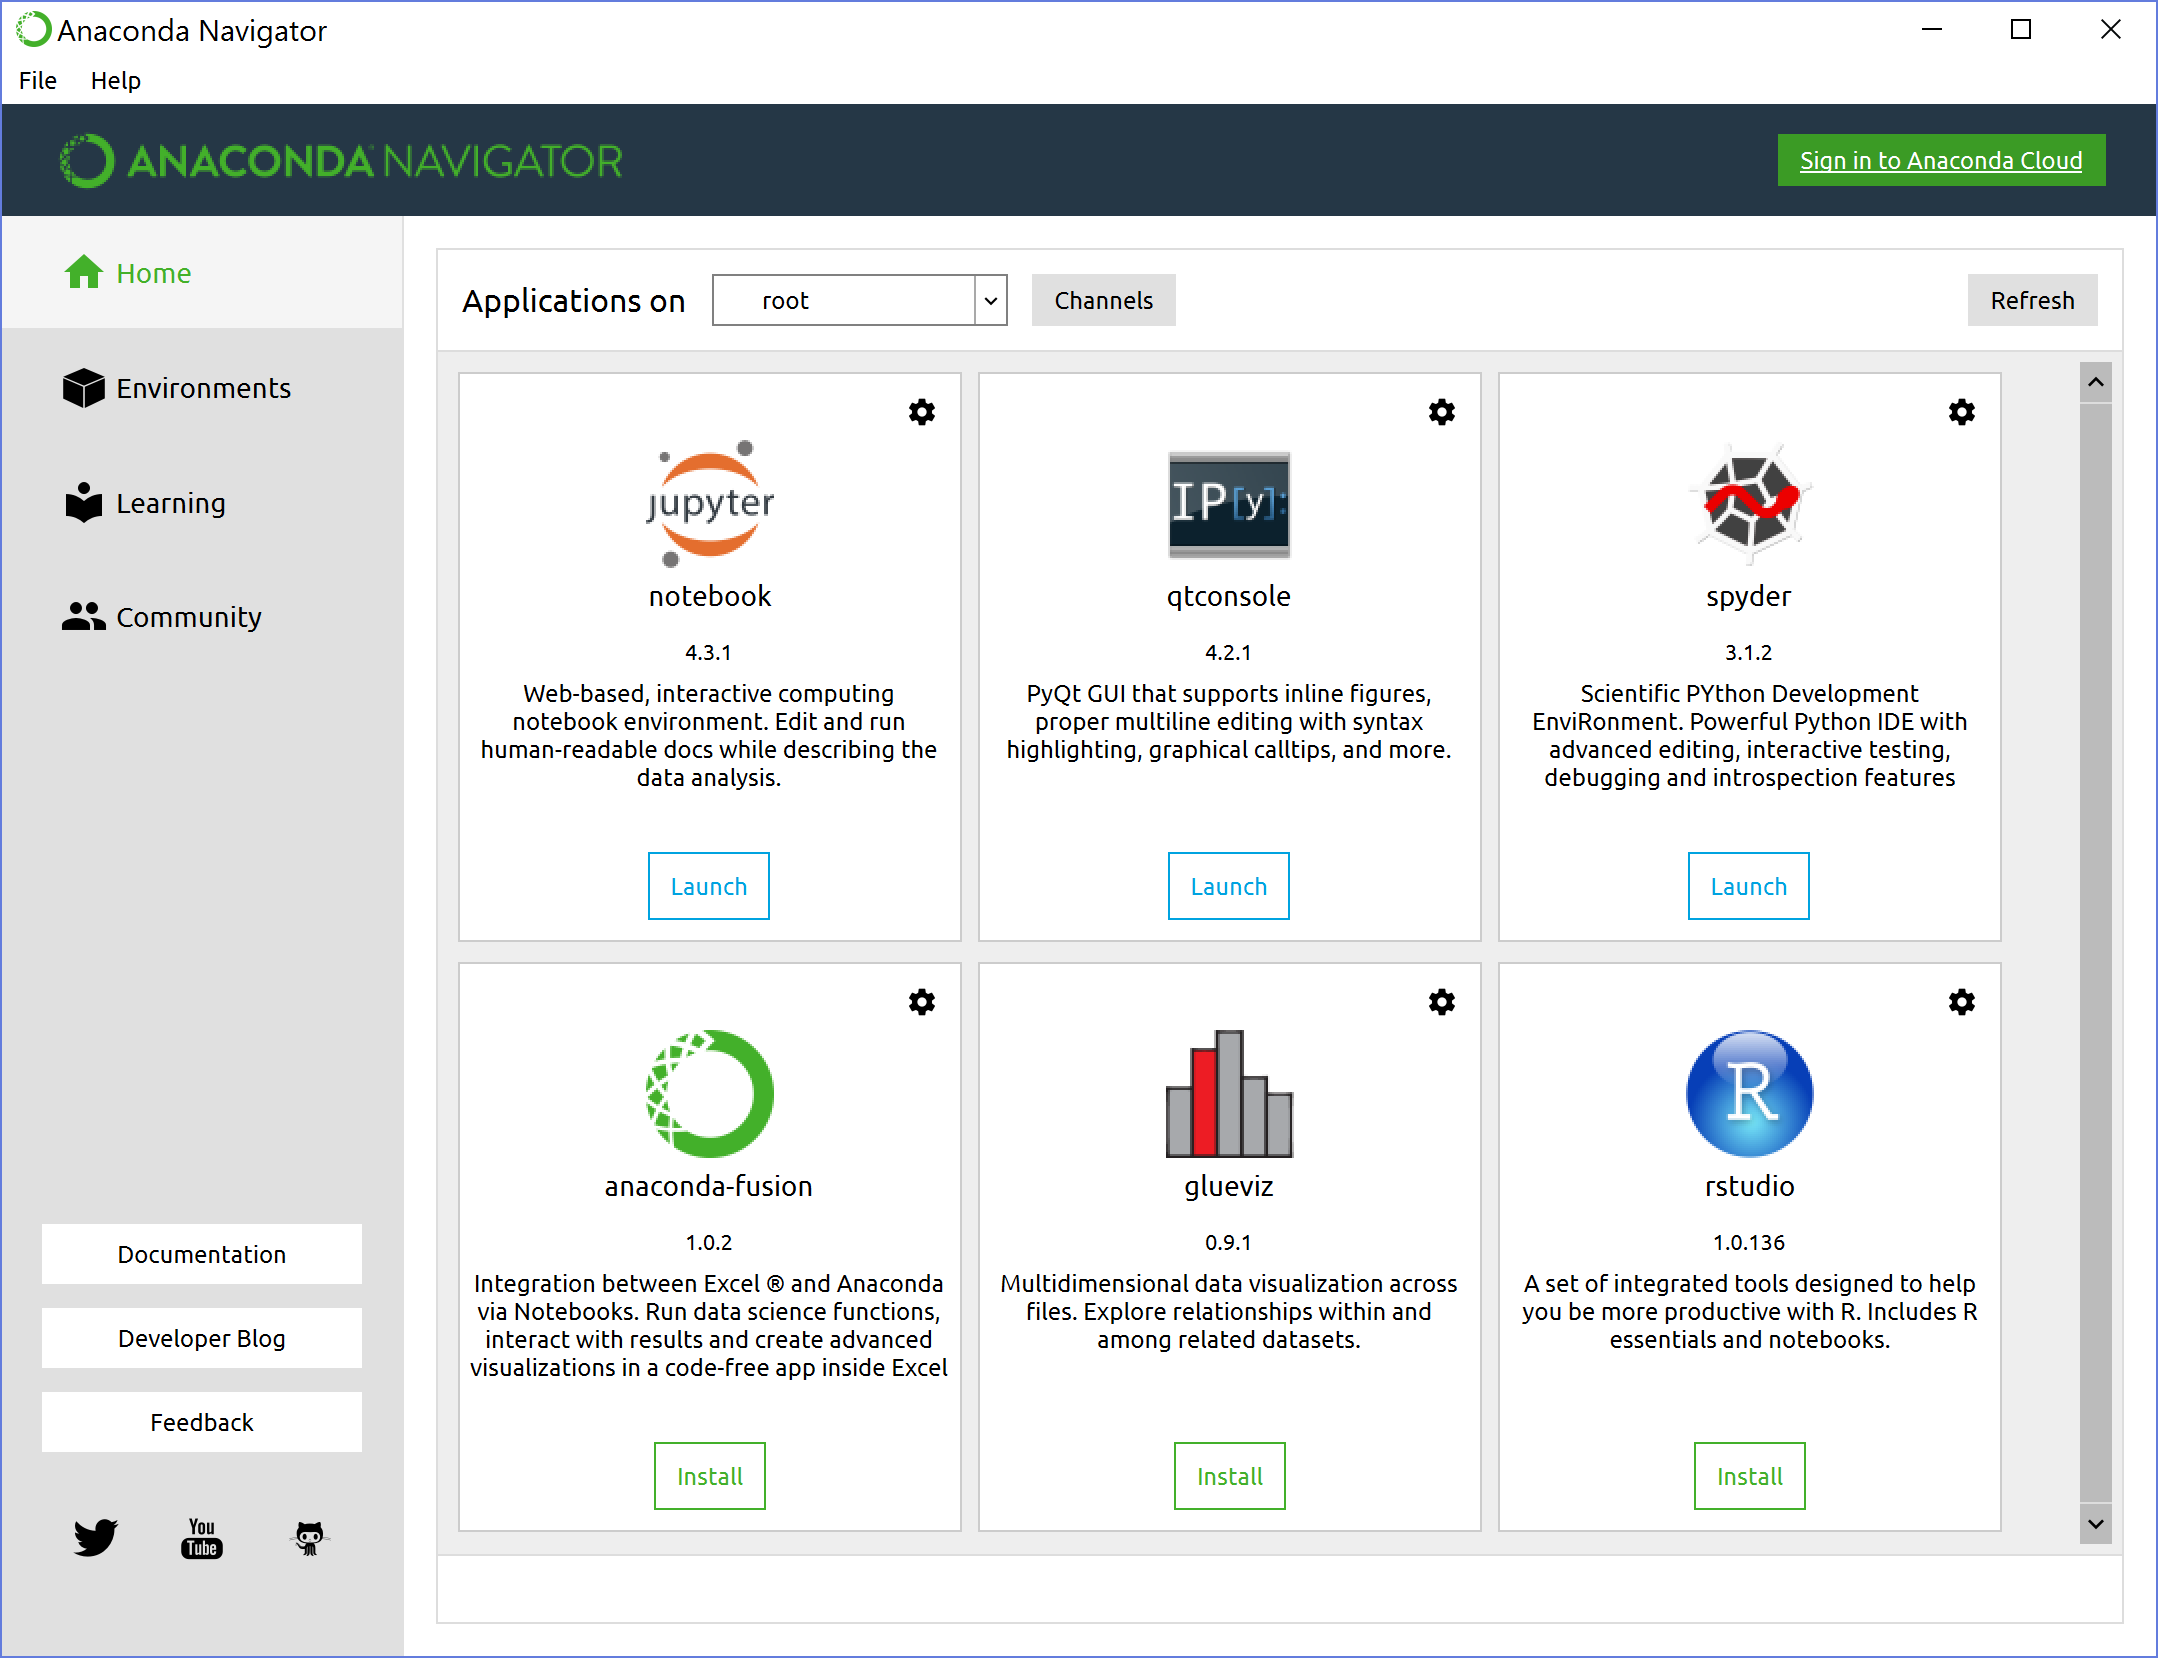 Anaconda Navigator
File Help
ANACONDA NAVIGATOR
Sign in to Anaconda Cloud
Home
Environments
Learning
Community
Documentation
Developer Blog
Feedback
You
Tube
Applications on root Channels Refresh
jupyter
notebook
4.3.1
Web-based, interactive computing
notebook environment. Edit and run
human-readable docs while describing the
data analysis.
Launch
IP[y]:
qtconsole
4.2.1
PyQt GUI that supports inline figures,
proper multiline editing with syntax
highlighting, graphical calltips, and more.
Launch
spyder
3.1.2
Scientific PYthon Development
EnviRonment. Powerful Python IDE with
advanced editing, interactive testing,
debugging and introspection features
Launch
anaconda-fusion
1.0.2
Integration between Excel ® and Anaconda
via Notebooks. Run data science functions,
interact with results and create advanced
visualizations in a code-free app inside Excel
Install
glueviz
0.9.1
Multidimensional data visualization across
files. Explore relationships within and
among related datasets.
Install
R
rstudio
1.0.136
A set of integrated tools designed to help
you be more productive with R. Includes R
essentials and notebooks.
Install